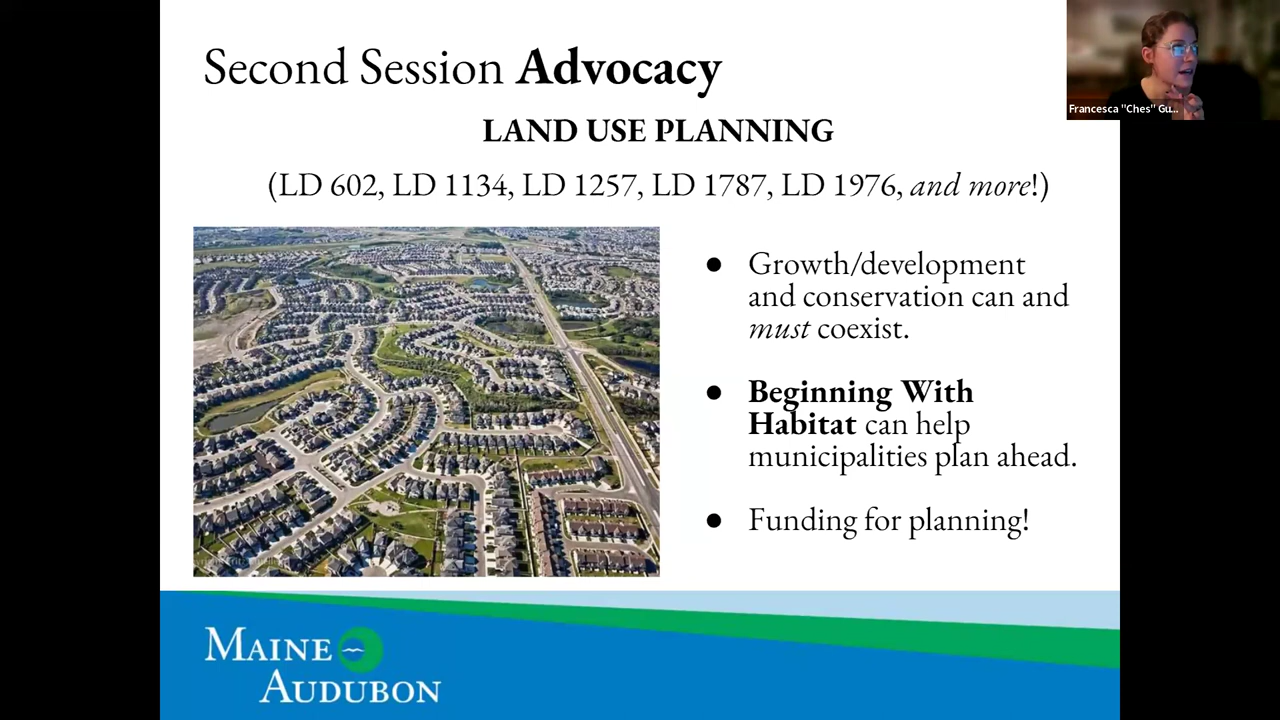 Second Session Advocacy
Francesca "Ches" Gu...
LAND USE PLANNING
(LD 602, LD 1134, LD 1257, LD 1787, LD 1976, and more!)
● Growth/development
and conservation can and
must coexist.
● Beginning With
Habitat can help
municipalities plan ahead.
● Funding for planning!
MAINE
AUDUBON